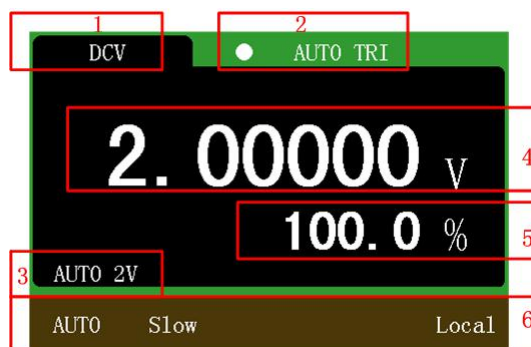 1 2
DCV AUTO TRI
2.00000 V 4
100.0 % 5
3 AUTO 2V
AUTO Slow Local 6